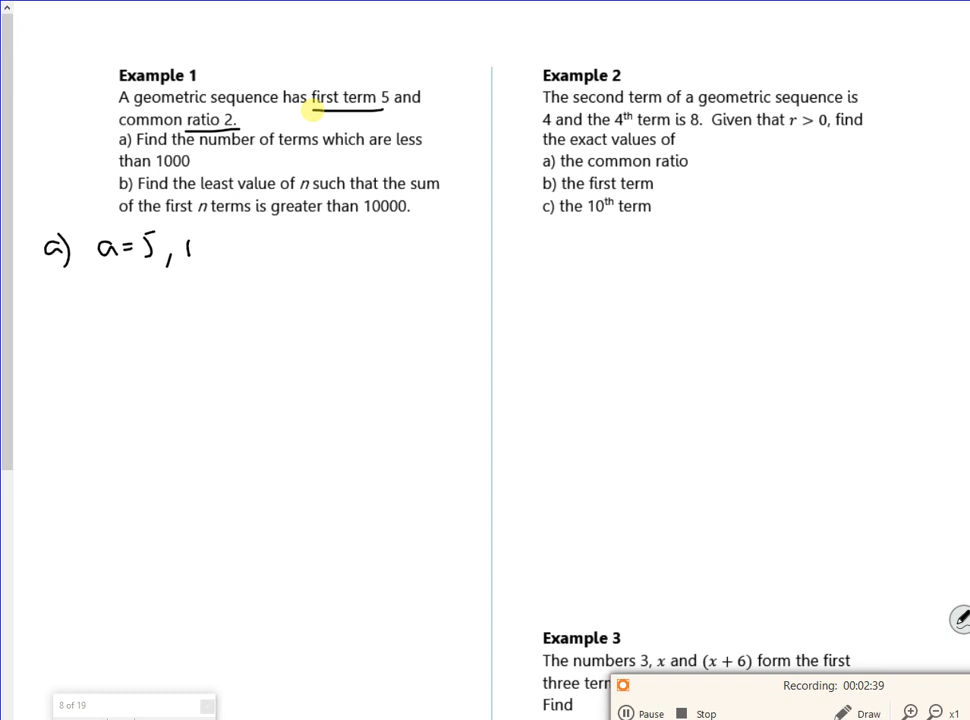 Example 1
A geometric sequence has first term 5 and
common ratio 2.
a) Find the number of terms which are less
than 1000
b) Find the least value of n such that the sum
of the first n terms is greater than 10000.
a) a = 5 ,
Example 2
The second term of a geometric sequence is
4 and the 4th term is 8. Given that r > 0, find
the exact values of
a) the common ratio
b) the first term
c) the 10th term
Example 3
The numbers 3, x and (x + 6) form the first
three
Find
8 of 19
Recording: 00:02:39
Pause
Stop
Draw
x1